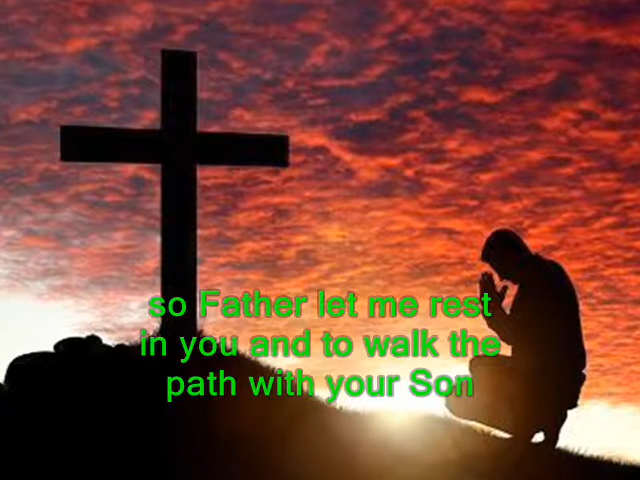 so Father let me rest
in you and to walk the
path with your Son